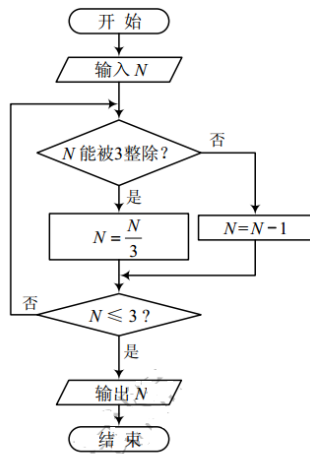 开始
输入 N
N 能被3整除？
否
是
N = N/3
N=N−1
否
N ≤ 3 ?
是
输出 N
结束